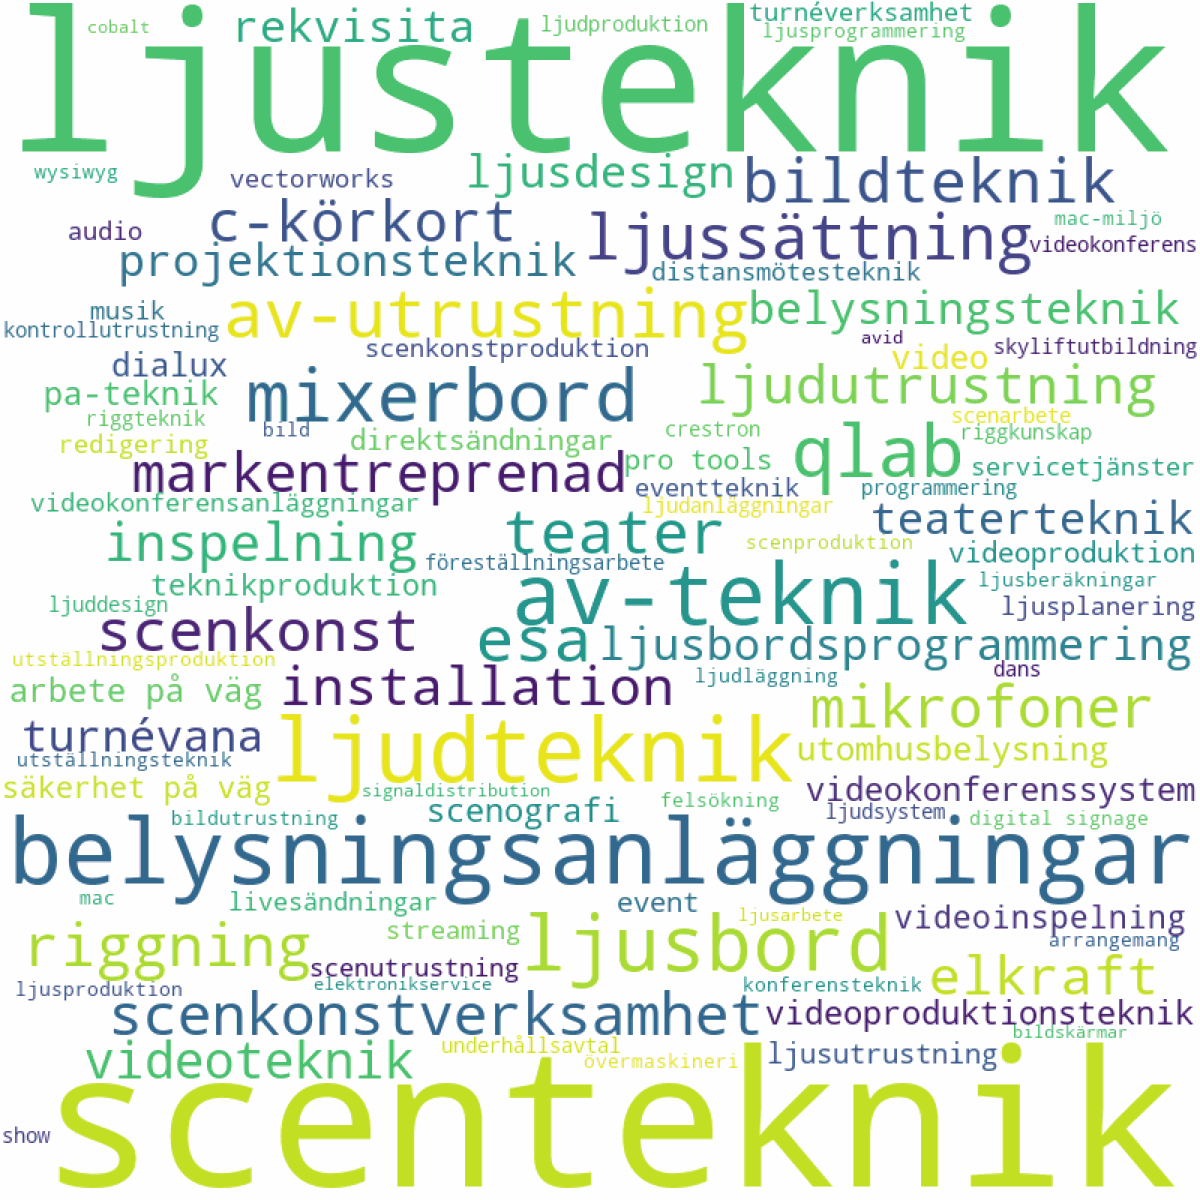 cobalt
rekvisita
ljudproduktion
turnéverksamhet
ljusprogrammering
ljusteknik
wysiwyg
vectorworks
ljusdesign
bildteknik
audio
c-körkort
ljussättning
mac-miljö
videokonferens
projektionsteknik
distansmötesteknik
musik
kontrollutrustning
av-utrustning
belysningsteknik
scenkonstproduktion
avid
video
skyliftutbildning
dialux
mixerbord
ljudutrustning
pa-teknik
riggteknik
bild
redigering
direktsändningar
crestron
qlab
scenarbete
riggkunskap
markentreprenad
pro tools
servicetjänster
eventteknik
programmering
videokonferensanläggningar
ljudanläggningar
teaterteknik
inspelning
teater
scenproduktion
videoproduktion
föreställningsarbete
teknikproduktion
av-teknik
ljusberäkningar
ljuddesign
ljusplanering
scenkonst
esa
ljusbordsprogrammering
utställningsproduktion
ljudläggning
dans
arbete på väg
installation
mikrofoner
turnévana
ljudteknik
utomhusbelysning
utställningsteknik
säkerhet på väg
signaldistribution
felsökning
videokonferenssystem
bildutrustning
scenografi
ljudsystem
digital signage
belysningsanläggningar
mac
livesändningar
event
ljusarbete
videoinspelning
riggning
streaming
ljusbord
arrangemang
scenutrustning
elkraft
ljusproduktion
elektronikservice
konferensteknik
scenkonstverksamhet
videoproduktionsteknik
bildskärmar
videoteknik
underhållsavtal
övermaskineri
ljusutrustning
show
scenteknik